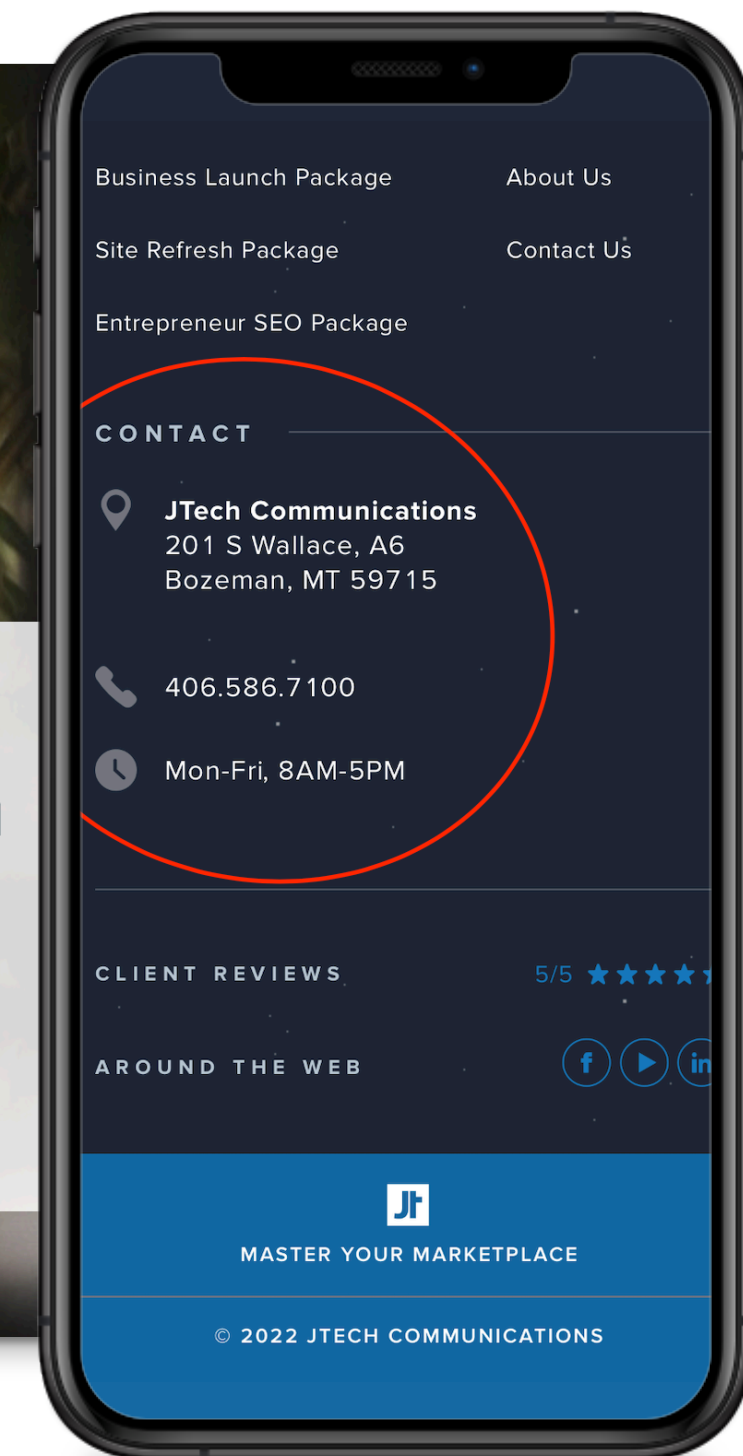 Business Launch Package
About Us
Site Refresh Package
Contact Us
Entrepreneur SEO Package
CONTACT
JTech Communications
201 S Wallace, A6
Bozeman, MT 59715
406.586.7100
Mon-Fri, 8AM-5PM
CLIENT REVIEWS
5/5
AROUND THE WEB
f
in
Jt
MASTER YOUR MARKETPLACE
© 2022 JTECH COMMUNICATIONS